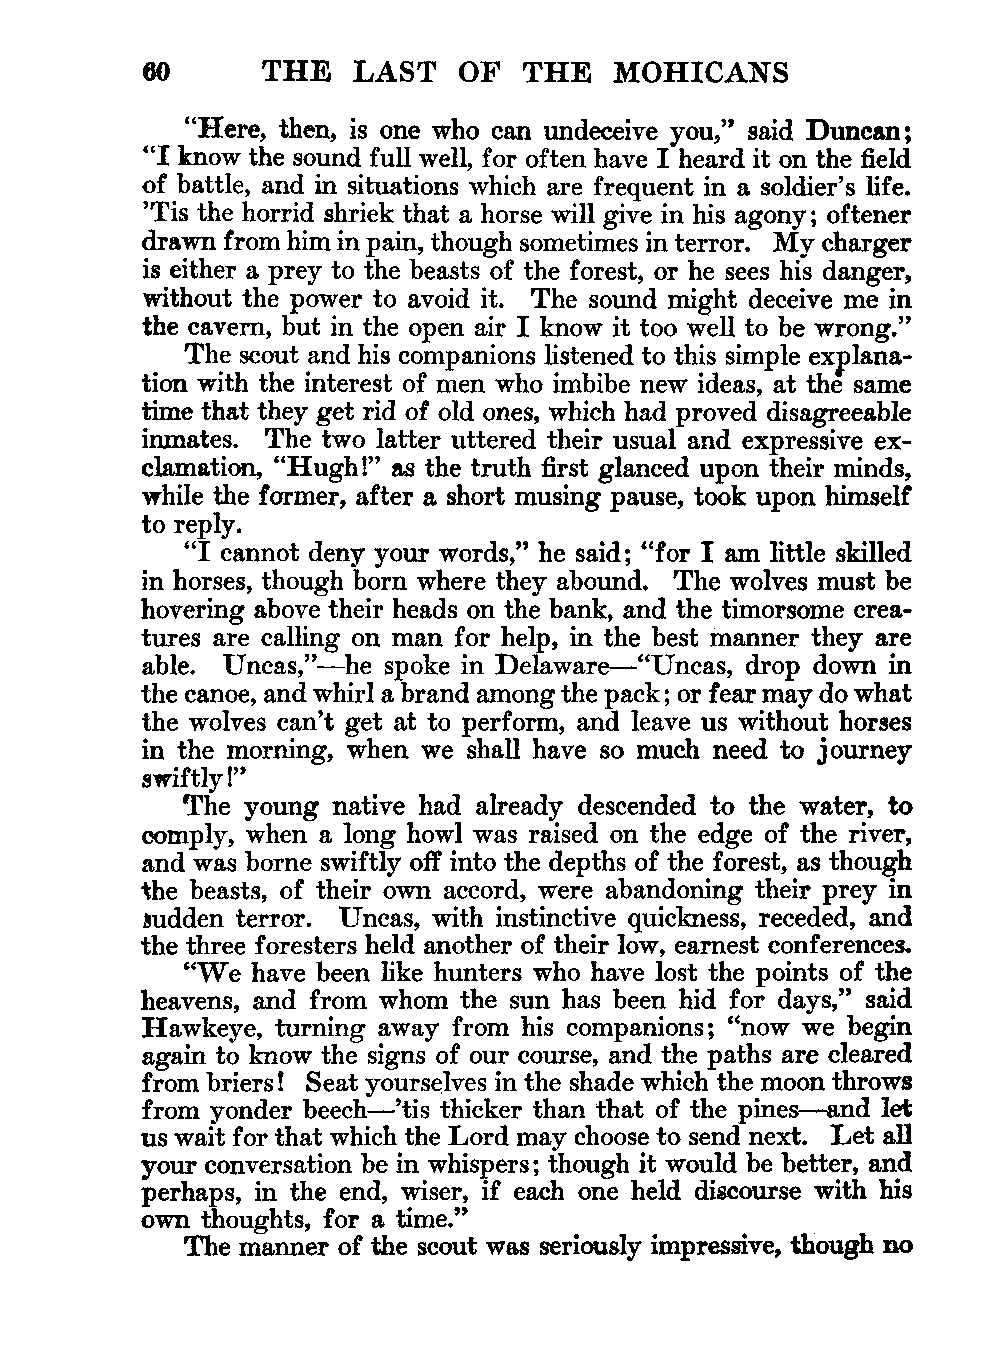 60 THE LAST OF THE MOHICANS
“Here, then, is one who can undeceive you,” said Duncan;
“I know the sound full well, for often have I heard it on the field
of battle, and in situations which are frequent in a soldier’s life.
’Tis the horrid shriek that a horse will give in his agony; oftener
drawn from him in pain, though sometimes in terror. My charger
is either a prey to the beasts of the forest, or he sees his danger,
without the power to avoid it. The sound might deceive me in
the cavern, but in the open air I know it too well to be wrong.”
The scout and his companions listened to this simple explana-
tion with the interest of men who imbibe new ideas, at the same
time that they get rid of old ones, which had proved disagreeable
inmates. The two latter uttered their usual and expressive ex-
clamation, “Hugh!” as the truth first glanced upon their minds,
while the former, after a short musing pause, took upon himself
to reply.
“I cannot deny your words,” he said; “for I am little skilled
in horses, though born where they abound. The wolves must be
hovering above their heads on the bank, and the timorsome crea-
tures are calling on man for help, in the best manner they are
able. Uncas,”—he spoke in Delaware—“Uncas, drop down in
the canoe, and whirl a brand among the pack; or fear may do what
the wolves can’t get at to perform, and leave us without horses
in the morning, when we shall have so much need to journey
swiftly!”
The young native had already descended to the water, to
comply, when a long howl was raised on the edge of the river,
and was borne swiftly off into the depths of the forest, as though
the beasts, of their own accord, were abandoning their prey in
sudden terror. Uncas, with instinctive quickness, receded, and
the three foresters held another of their low, earnest conferences.
“We have been like hunters who have lost the points of the
heavens, and from whom the sun has been hid for days,” said
Hawkeye, turning away from his companions; “now we begin
again to know the signs of our course, and the paths are cleared
from briers! Seat yourselves in the shade which the moon throws
from yonder beech—’tis thicker than that of the pines—and let
us wait for that which the Lord may choose to send next. Let all
your conversation be in whispers; though it would be better, and
perhaps, in the end, wiser, if each one held discourse with his
own thoughts, for a time.”
The manner of the scout was seriously impressive, though no